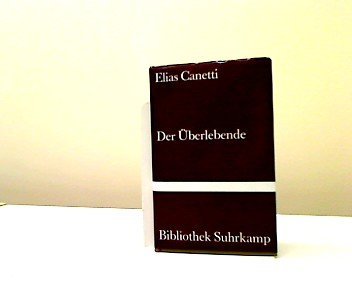 Elias Canetti
Der Überlebende
Bibliothek Suhrkamp